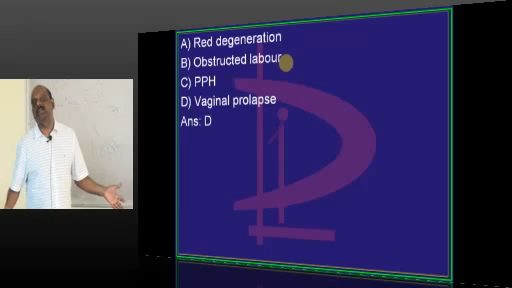 A) Red degeneration
B) Obstructed labour
C) PPH
D) Vaginal prolapse
Ans: D